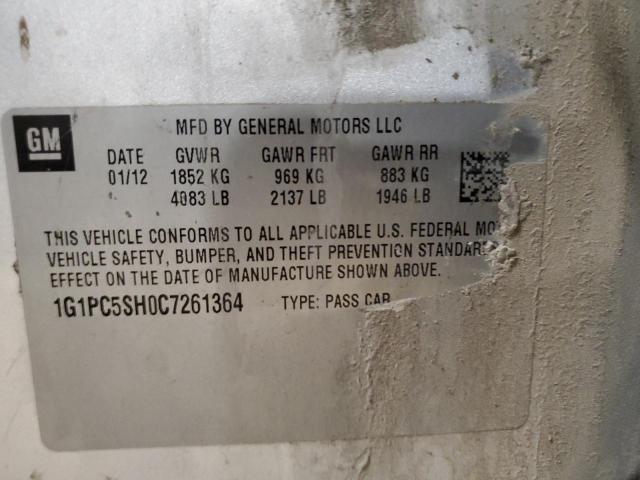 GM
MFD BY GENERAL MOTORS LLC
DATE GVWR GAWR FRT GAWR RR
01/12 1852 KG 969 KG 883 KG
4083 LB 2137 LB 1946 LB
THIS VEHICLE CONFORMS TO ALL APPLICABLE U.S. FEDERAL MO
VEHICLE SAFETY, BUMPER, AND THEFT PREVENTION STANDAR
EFFECT ON THE DATE OF MANUFACTURE SHOWN ABOVE.
1G1PC5SH0C7261364 TYPE: PASS CAR